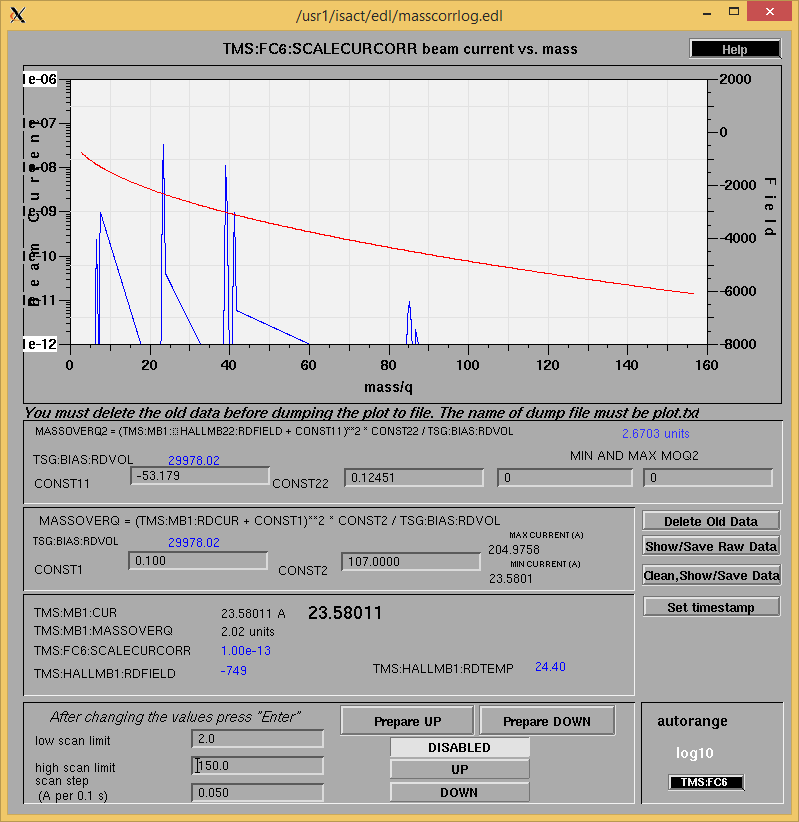 /usr1/isact/edl/masscorrlog.edl
TMS:FC6:SCALECURCORR beam current vs. mass
Help
1e-06
1e-07
1e-08
1e-09
1e-10
1e-11
1e-12
Beam Current
2000
0
-2000
-4000
-6000
-8000
Field
0 20 40 60 80 100 120 140 160
mass/q
You must delete the old data before dumping the plot to file. The name of dump file must be plot.txt
MASSOVERQ2 = (TMS:MB1:HALLMB22:RDFIELD + CONST11)**2 * CONST22 / TSG:BIAS:RDVOL
2.6703 units
TSG:BIAS:RDVOL 29978.02
MIN AND MAX MOQ2
CONST11 -53.179 CONST22 0.12451 0 0
MASSOVERQ = (TMS:MB1:RDCUR + CONST1)**2 * CONST2 / TSG:BIAS:RDVOL
TSG:BIAS:RDVOL 29978.02
MAX CURRENT (A)
204.9758
CONST1 0.100 CONST2 107.0000
MIN CURRENT (A)
23.5801
Delete Old Data
Show/Save Raw Data
Clean,Show/Save Data
Set timestamp
TMS:MB1:CUR 23.58011 A 23.58011
TMS:MB1:MASSOVERQ 2.02 units
TMS:FC6:SCALECURCORR 1.00e-13
TMS:HALLMB1:RDFIELD -749
TMS:HALLMB1:RDTEMP 24.40
After changing the values press "Enter"
low scan limit 2.0
high scan limit 150.0
scan step
(A per 0.1 s) 0.050
Prepare UP
Prepare DOWN
DISABLED
UP
DOWN
autorange
log10
TMS:FC6